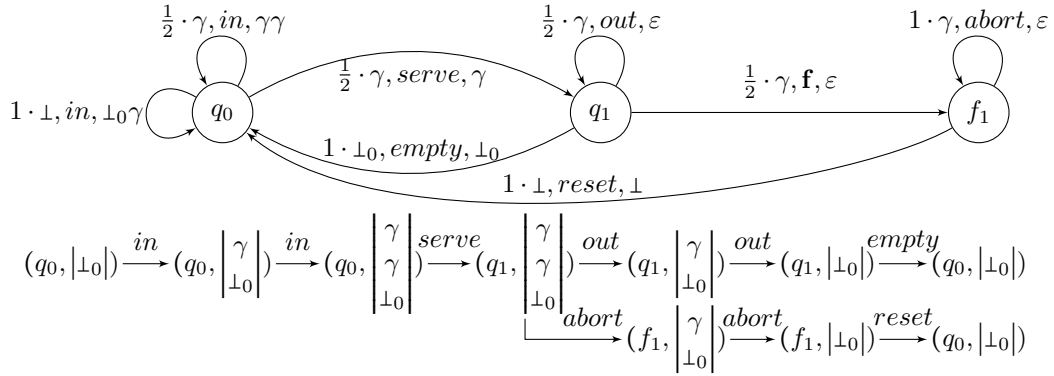 1/2 · γ, in, γγ
1/2 · γ, out, ε
1 · γ, abort, ε
1/2 · γ, serve, γ
1/2 · γ, f, ε
1 · ⊥, in, ⊥₀γ
q₀
q₁
f₁
1 · ⊥₀, empty, ⊥₀
1 · ⊥, reset, ⊥
(q₀, |⊥₀|) in (q₀, |γ ⊥₀|) in (q₀, |γ γ ⊥₀|) serve (q₁, |γ γ ⊥₀|) out (q₁, |γ ⊥₀|) out (q₁, |⊥₀|) empty (q₀, |⊥₀|)
abort (f₁, |γ ⊥₀|) abort (f₁, |⊥₀|) reset (q₀, |⊥₀|)